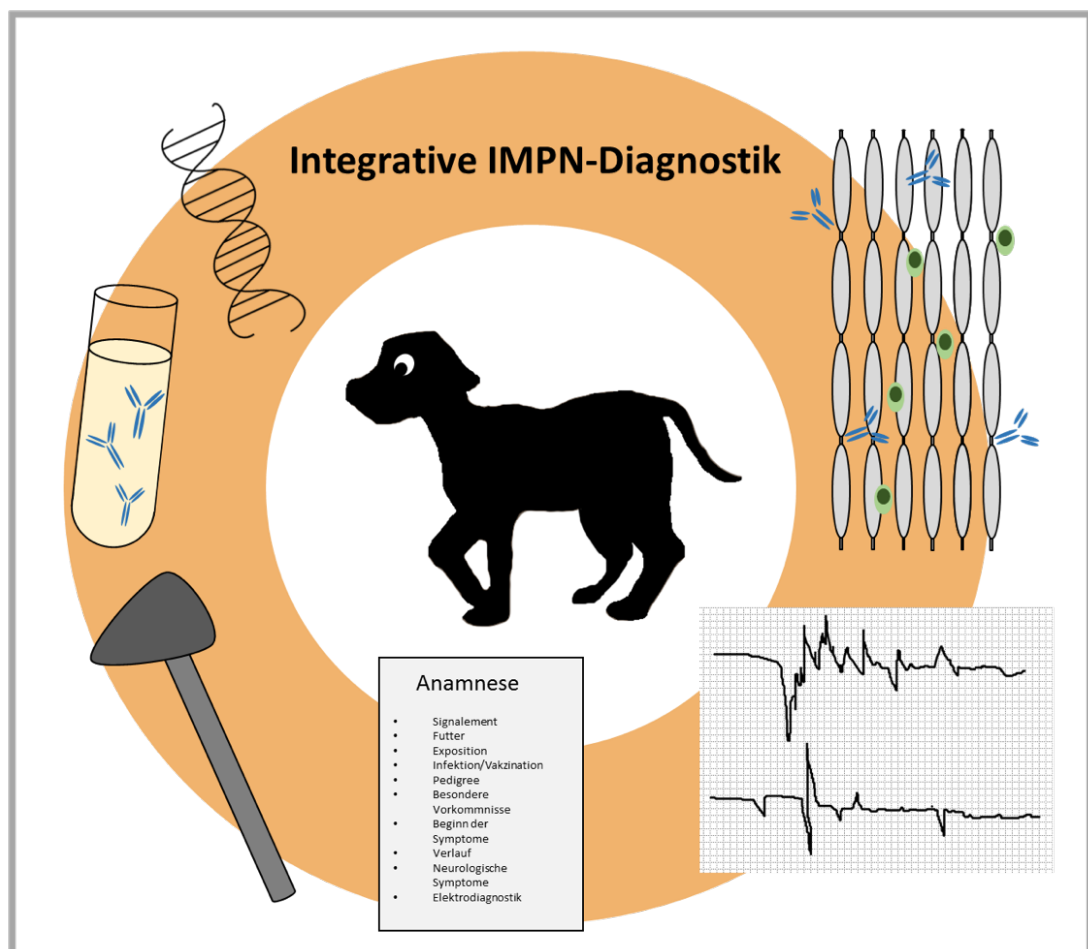 Integrative IMPN-Diagnostik
Anamnese
• Signalement
• Futter
• Exposition
• Infektion/Vakzination
• Pedigree
• Besondere
Vorkommnisse
• Beginn der
Symptome
• Verlauf
• Neurologische
Symptome
• Elektrodiagnostik